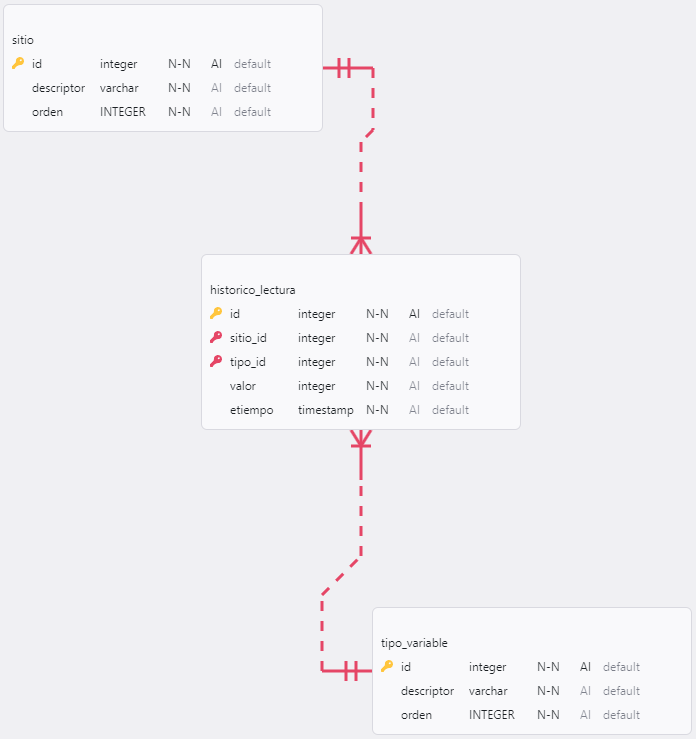 sitio
id integer N-N AI default
descriptor varchar N-N AI default
orden INTEGER N-N AI default
historico_lectura
id integer N-N AI default
sitio_id integer N-N AI default
tipo_id integer N-N AI default
valor integer N-N AI default
etiempo timestamp N-N AI default
tipo_variable
id integer N-N AI default
descriptor varchar N-N AI default
orden INTEGER N-N AI default